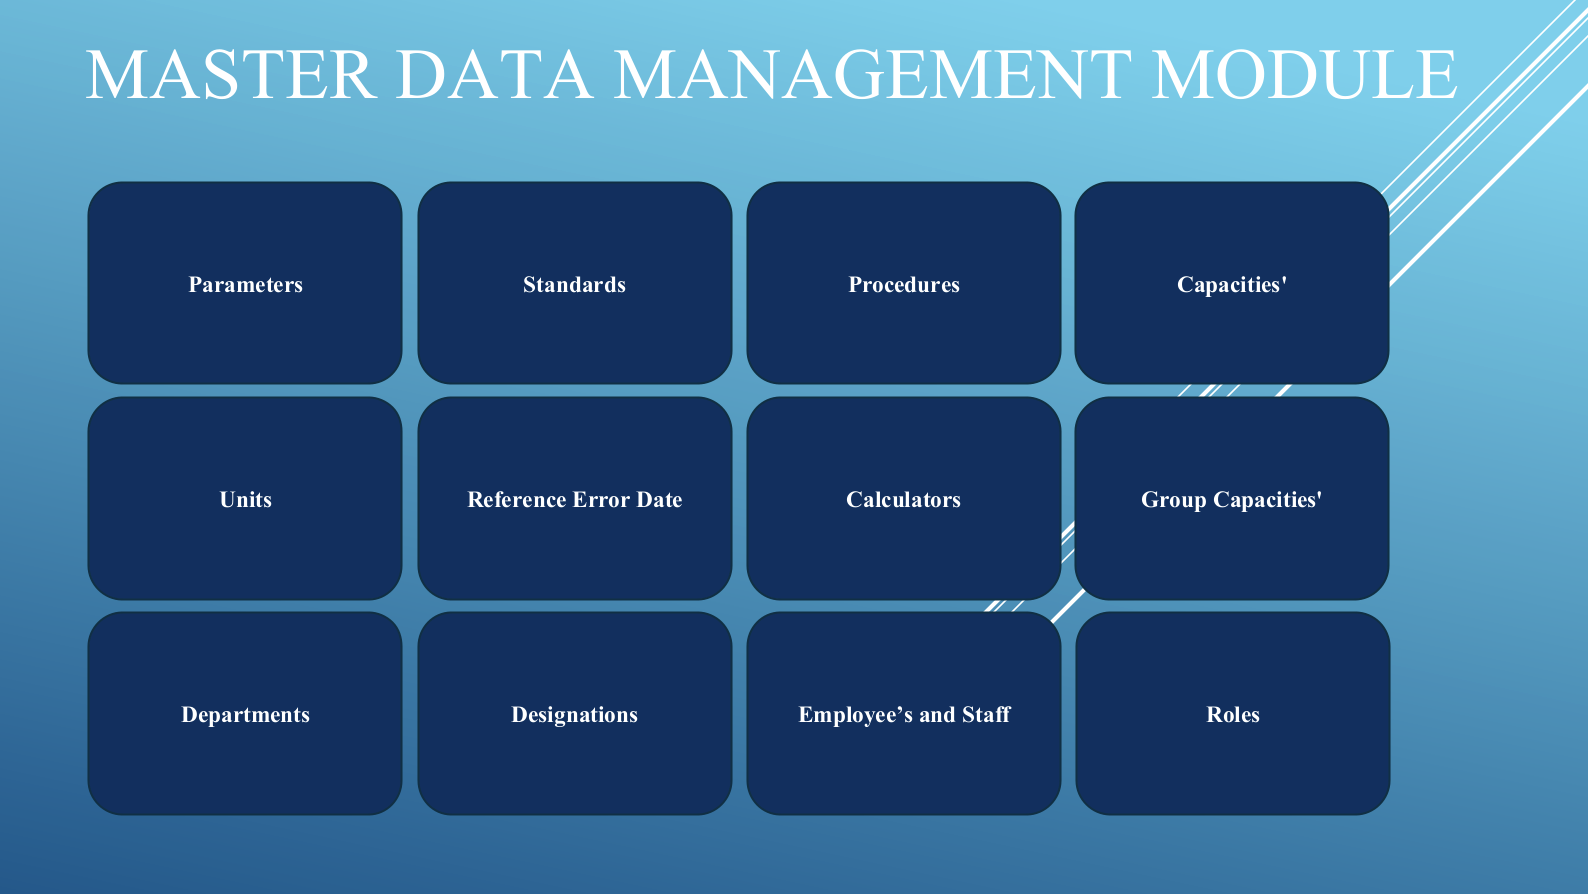 MASTER DATA MANAGEMENT MODULE
Parameters
Standards
Procedures
Capacities'
Units
Reference Error Date
Calculators
Group Capacities'
Departments
Designations
Employee’s and Staff
Roles